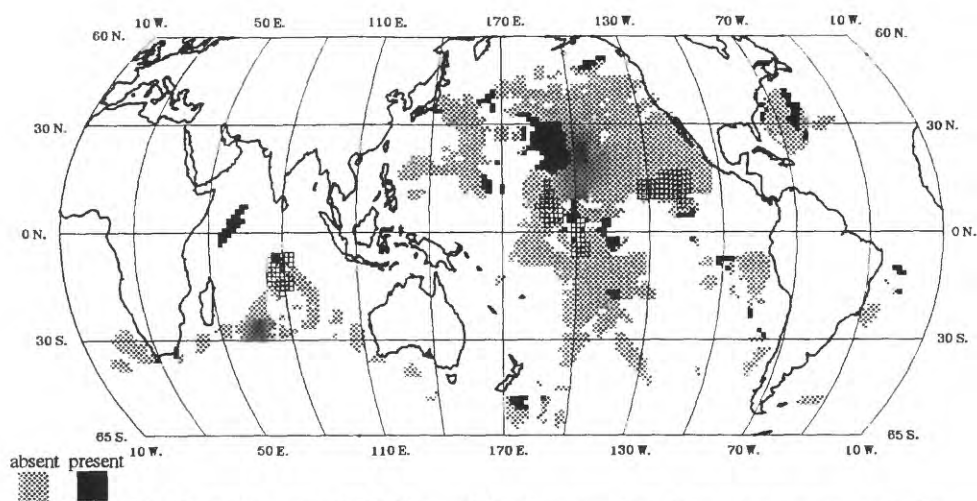 10 W. 50 E. 110 E. 170 E. 130 W. 70 W. 10 W.
60 N. 60 N.
30 N. 30 N.
0 N. 0 N.
30 S. 30 S.
65 S. 65 S.
10 W. 50 E. 110 E. 170 E. 130 W. 70 W. 10 W.
absent present